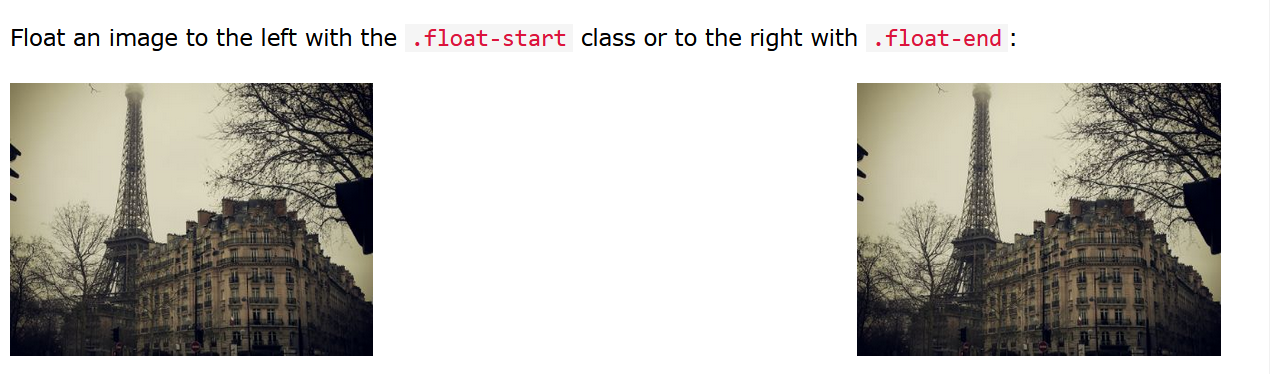 Float an image to the left with the .float-start class or to the right with .float-end :